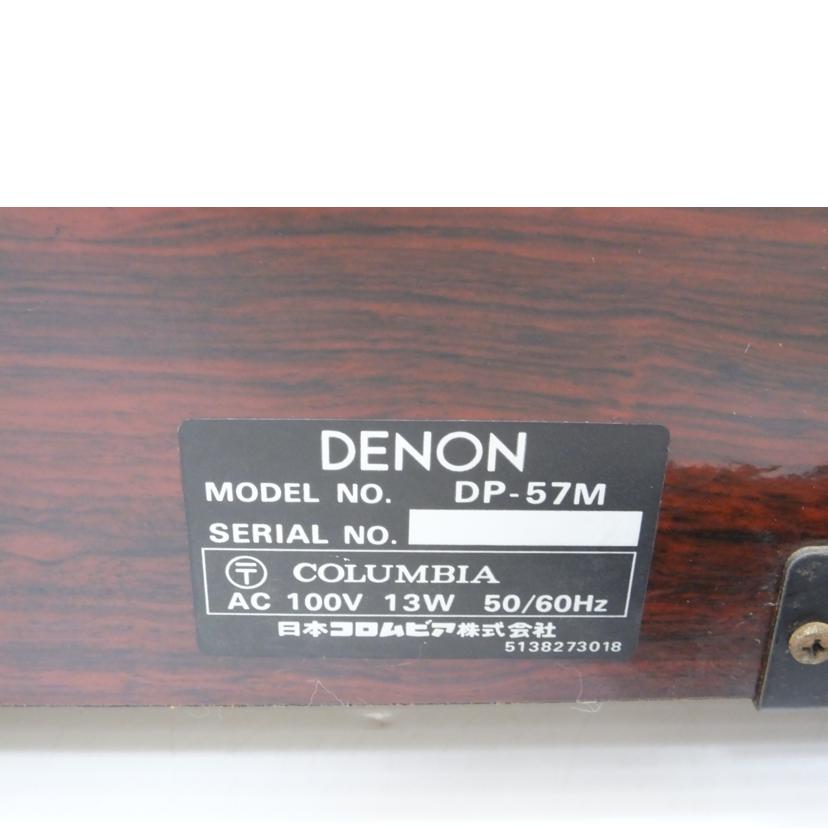 DENON
MODEL NO. DP-57M
SERIAL NO.
〒 COLUMBIA
AC 100V 13W 50/60Hz
日本コロムビア株式会社
5138273018